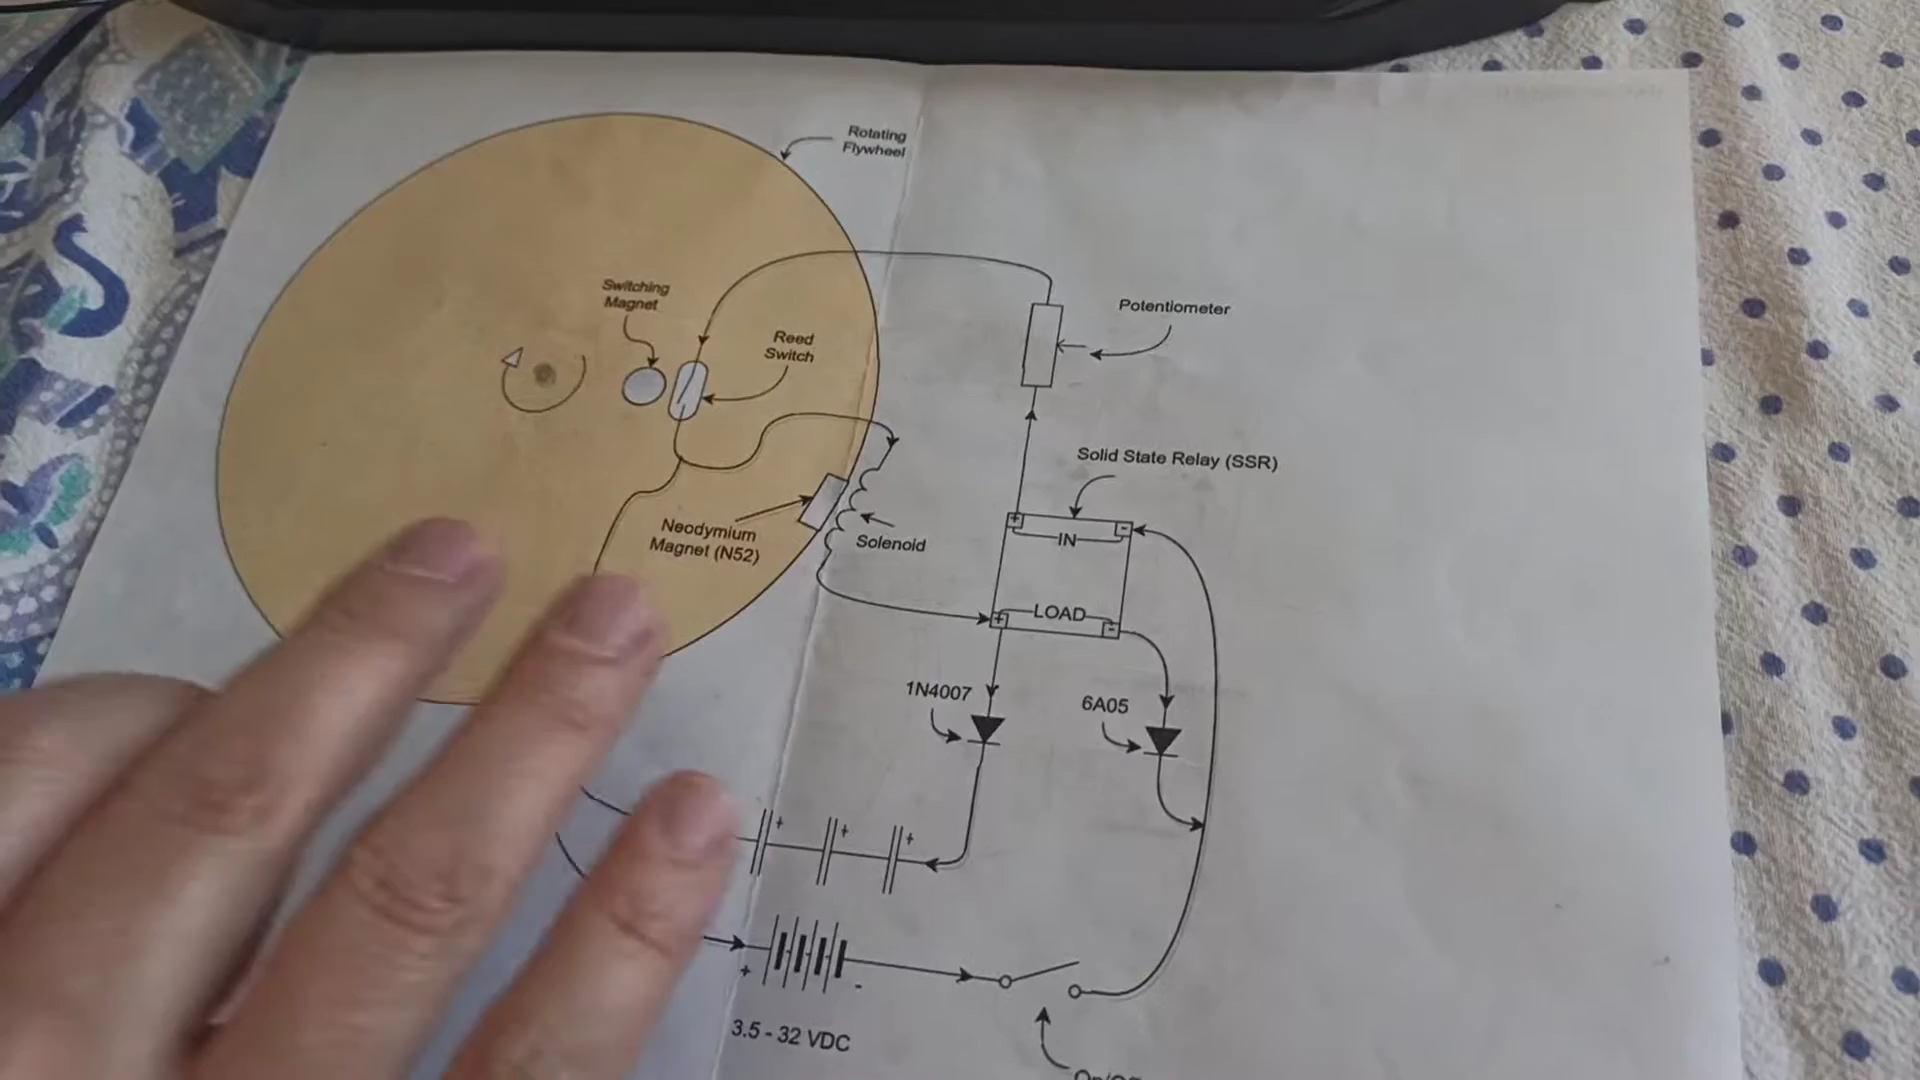 Rotating
Flywheel
Switching
Magnet
Reed
Switch
Potentiometer
Solid State Relay (SSR)
+
-
IN
Neodymium
Magnet (N52)
Solenoid
LOAD
+
-
1N4007
6A05
+
+
+
+
-
3.5 - 32 VDC